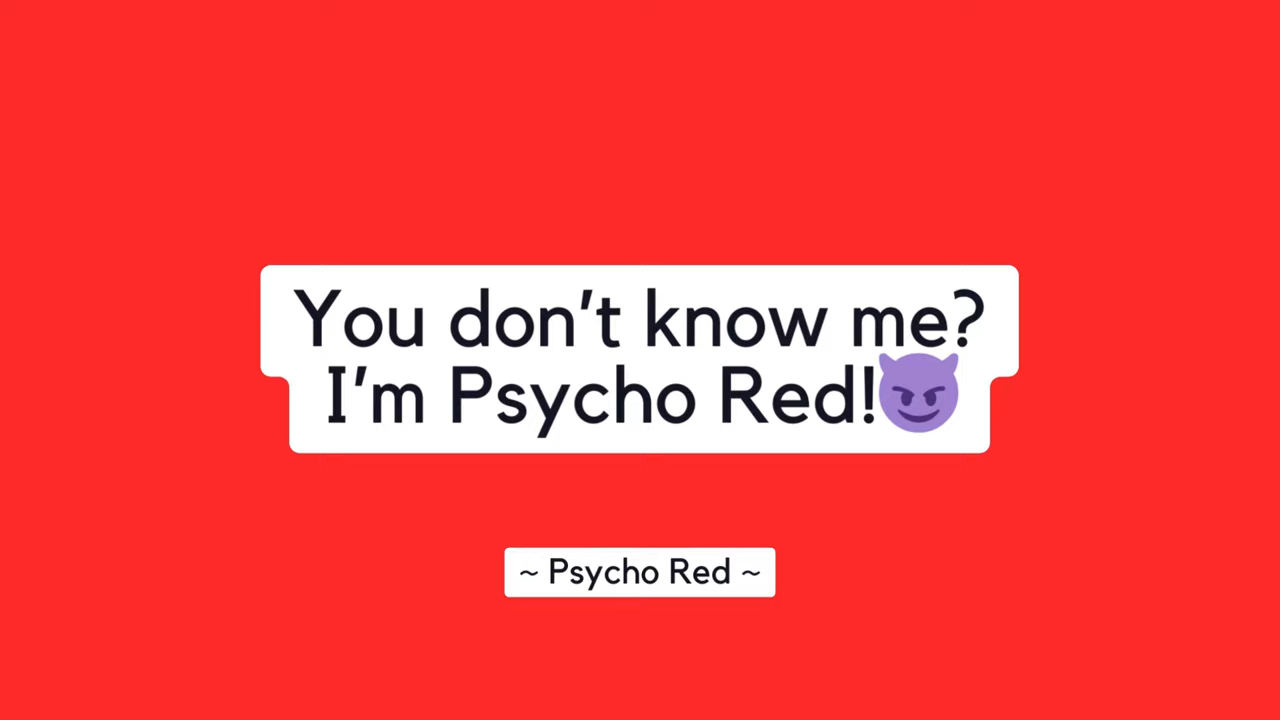 You don't know me?
I'm Psycho Red!😈
~ Psycho Red ~